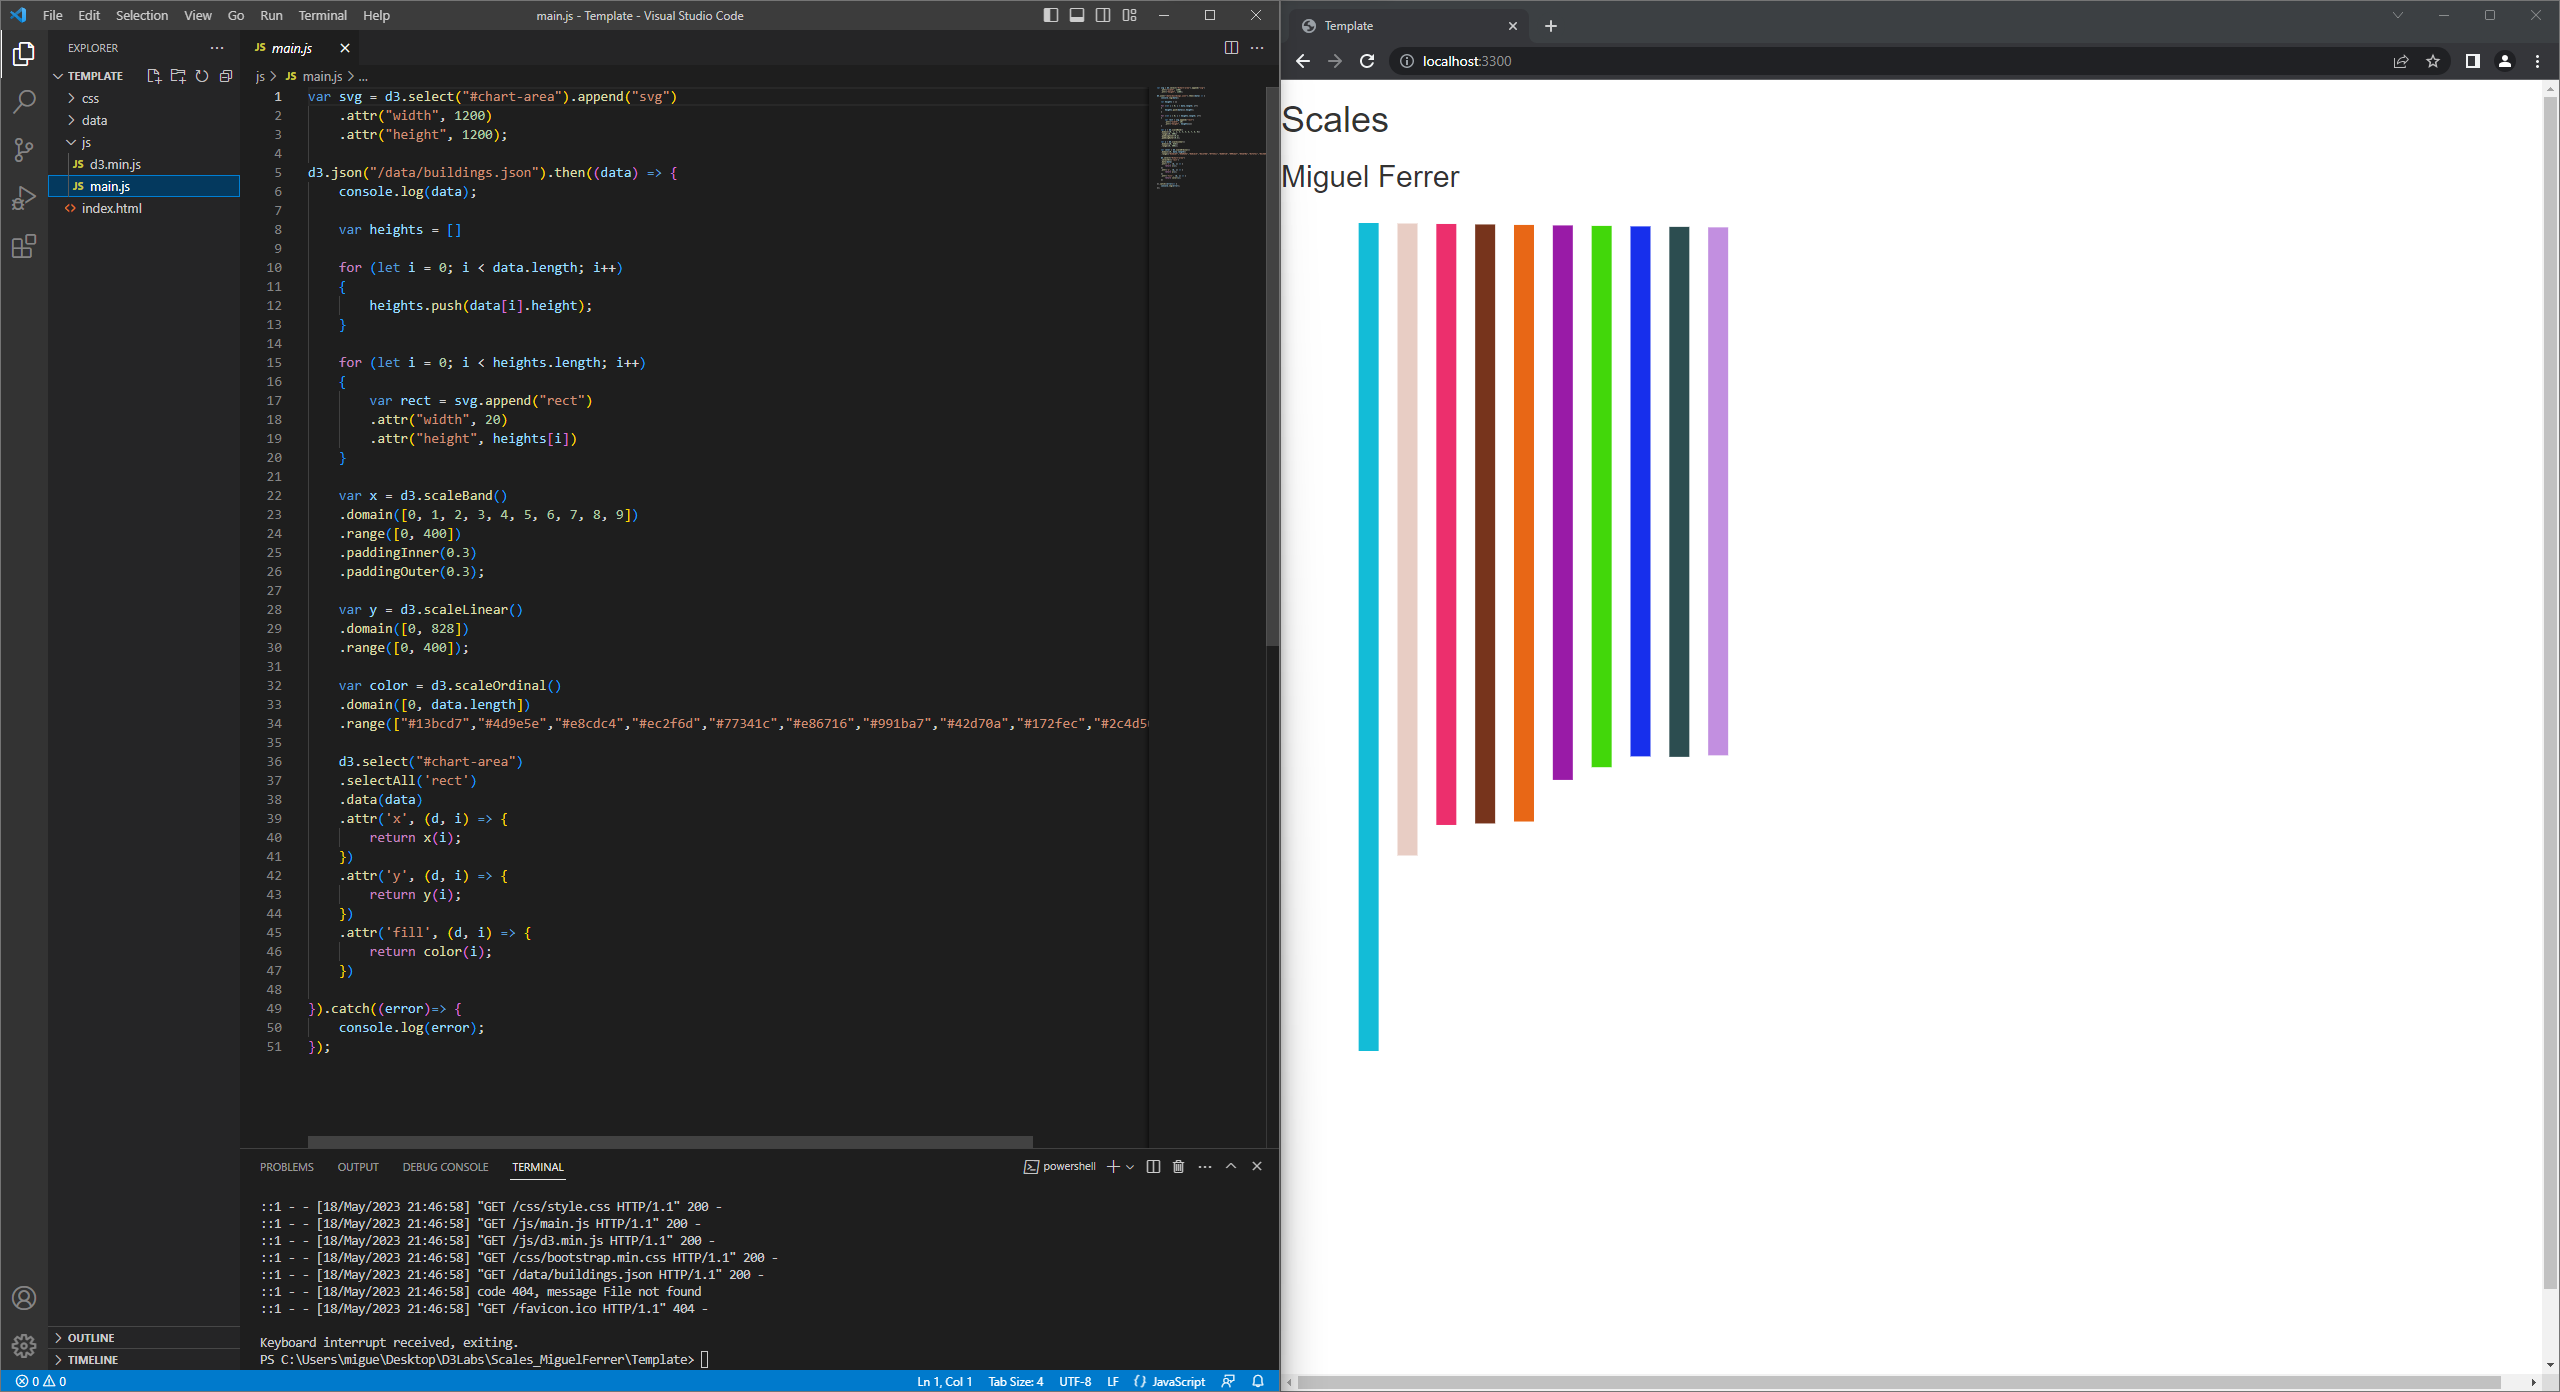 File Edit Selection View Go Run Terminal Help
main.js - Template - Visual Studio Code
EXPLORER
TEMPLATE
css
data
js
JS d3.min.js
JS main.js
<> index.html
OUTLINE
TIMELINE
JS main.js
js > JS main.js > ...
1 var svg = d3.select("#chart-area").append("svg")
2 .attr("width", 1200)
3 .attr("height", 1200);
4
5 d3.json("/data/buildings.json").then((data) => {
6 console.log(data);
7
8 var heights = []
9
10 for (let i = 0; i < data.length; i++)
11 {
12 heights.push(data[i].height);
13 }
14
15 for (let i = 0; i < heights.length; i++)
16 {
17 var rect = svg.append("rect")
18 .attr("width", 20)
19 .attr("height", heights[i])
20 }
21
22 var x = d3.scaleBand()
23 .domain([0, 1, 2, 3, 4, 5, 6, 7, 8, 9])
24 .range([0, 400])
25 .paddingInner(0.3)
26 .paddingOuter(0.3);
27
28 var y = d3.scaleLinear()
29 .domain([0, 828])
30 .range([0, 400]);
31
32 var color = d3.scaleOrdinal()
33 .domain([0, data.length])
34 .range(["#13bcd7","#4d9e5e","#e8cdc4","#ec2f6d","#77341c","#e86716","#991ba7","#42d70a","#172fec","#2c4d5
35
36 d3.select("#chart-area")
37 .selectAll('rect')
38 .data(data)
39 .attr('x', (d, i) => {
40 return x(i);
41 })
42 .attr('y', (d, i) => {
43 return y(i);
44 })
45 .attr('fill', (d, i) => {
46 return color(i);
47 })
48
49 }).catch((error)=> {
50 console.log(error);
51 });
PROBLEMS OUTPUT DEBUG CONSOLE TERMINAL
powershell
::1 - - [18/May/2023 21:46:58] "GET /css/style.css HTTP/1.1" 200 -
::1 - - [18/May/2023 21:46:58] "GET /js/main.js HTTP/1.1" 200 -
::1 - - [18/May/2023 21:46:58] "GET /js/d3.min.js HTTP/1.1" 200 -
::1 - - [18/May/2023 21:46:58] "GET /css/bootstrap.min.css HTTP/1.1" 200 -
::1 - - [18/May/2023 21:46:58] "GET /data/buildings.json HTTP/1.1" 200 -
::1 - - [18/May/2023 21:46:58] code 404, message File not found
::1 - - [18/May/2023 21:46:58] "GET /favicon.ico HTTP/1.1" 404 -
Keyboard interrupt received, exiting.
PS C:\Users\migue\Desktop\D3Labs\Scales_MiguelFerrer\Template>
0 0
Ln 1, Col 1 Tab Size: 4 UTF-8 LF {} JavaScript
Template
localhost:3300
Scales
Miguel Ferrer